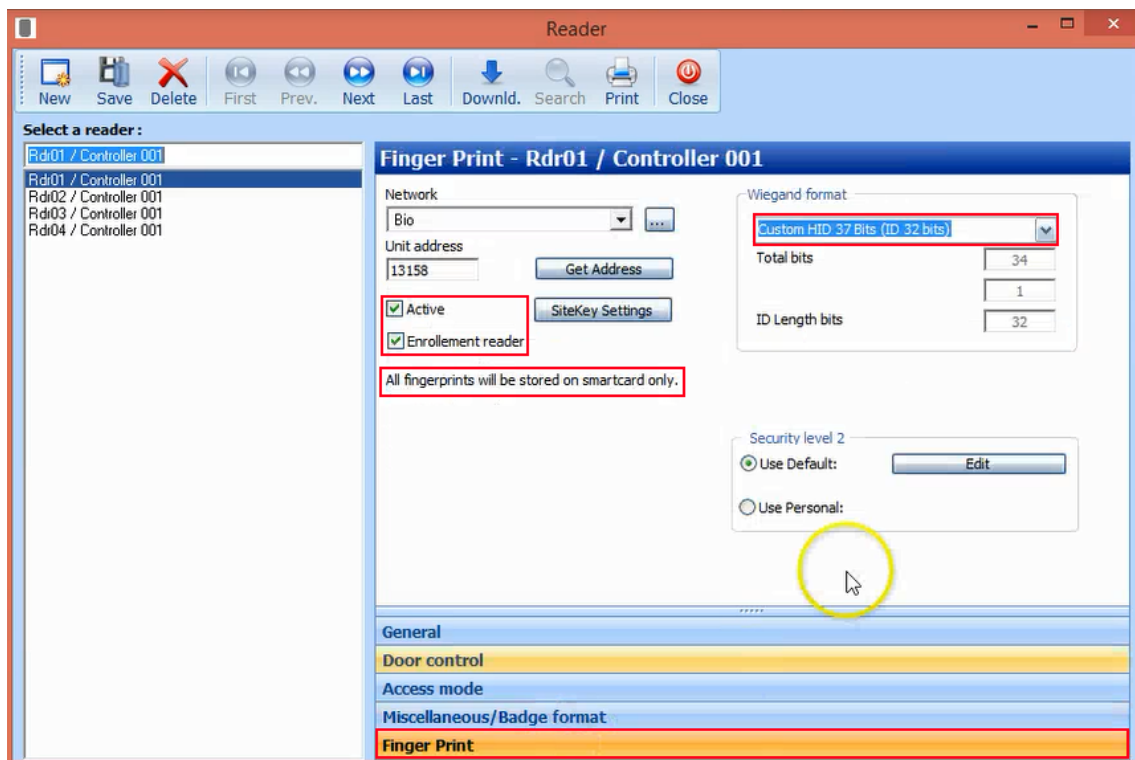 Reader
New Save Delete First Prev. Next Last Downld. Search Print Close
Select a reader :
Rdr01 / Controller 001
Rdr01 / Controller 001
Rdr02 / Controller 001
Rdr03 / Controller 001
Rdr04 / Controller 001
Finger Print - Rdr01 / Controller 001
Network
Bio
...
Unit address
13158
Get Address
Active
SiteKey Settings
Enrollement reader
All fingerprints will be stored on smartcard only.
Wiegand format
Custom HID 37 Bits (ID 32 bits)
Total bits
34
1
ID Length bits
32
Security level 2
Use Default:
Edit
Use Personal:
General
Door control
Access mode
Miscellaneous/Badge format
Finger Print